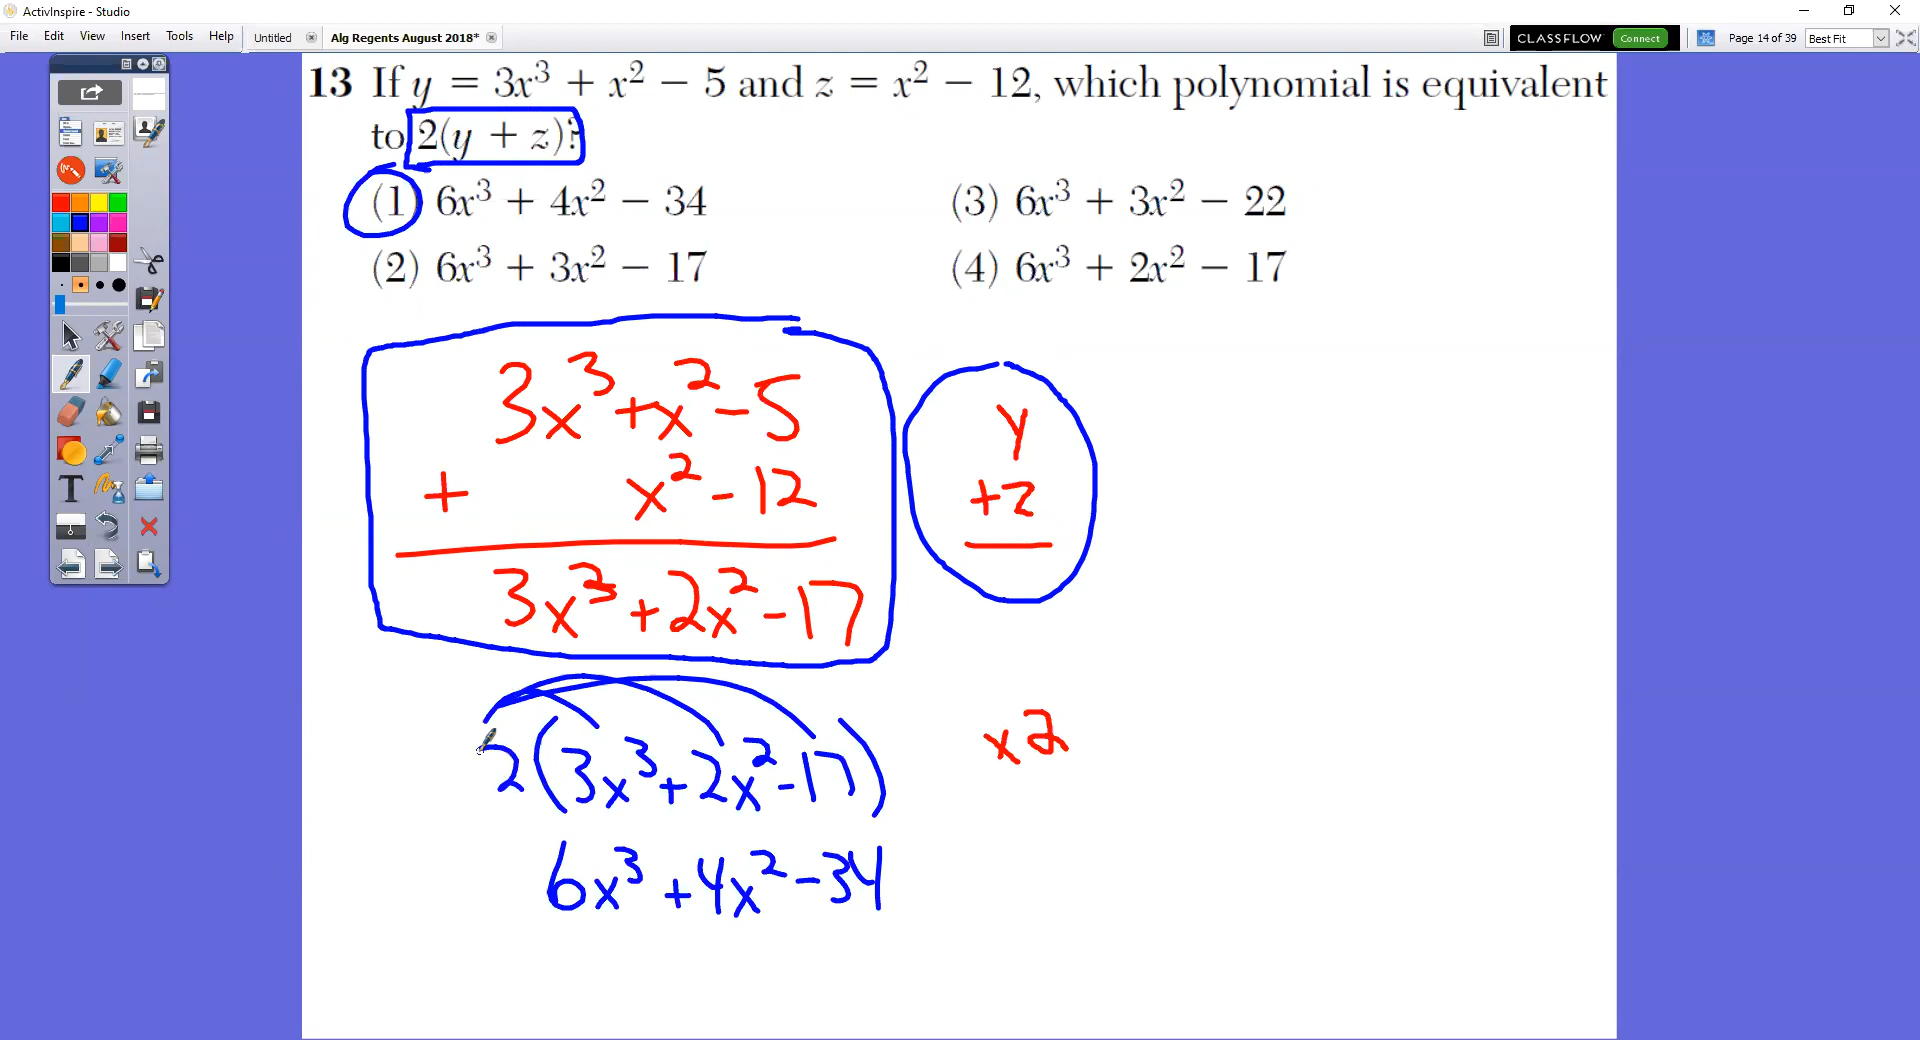 ActivInspire - Studio
File Edit View Insert Tools Help Untitled Alg Regents August 2018* CLASSFLOW Connect Page 14 of 39 Best Fit
13 If y = 3x³ + x² − 5 and z = x² − 12, which polynomial is equivalent
to 2(y + z)?
(1) 6x³ + 4x² − 34 (3) 6x³ + 3x² − 22
(2) 6x³ + 3x² − 17 (4) 6x³ + 2x² − 17
3x³ + x² − 5 y
+ x² − 12 + z
3x³ + 2x² − 17
2(3x³ + 2x² − 17) x2
6x³ + 4x² − 34